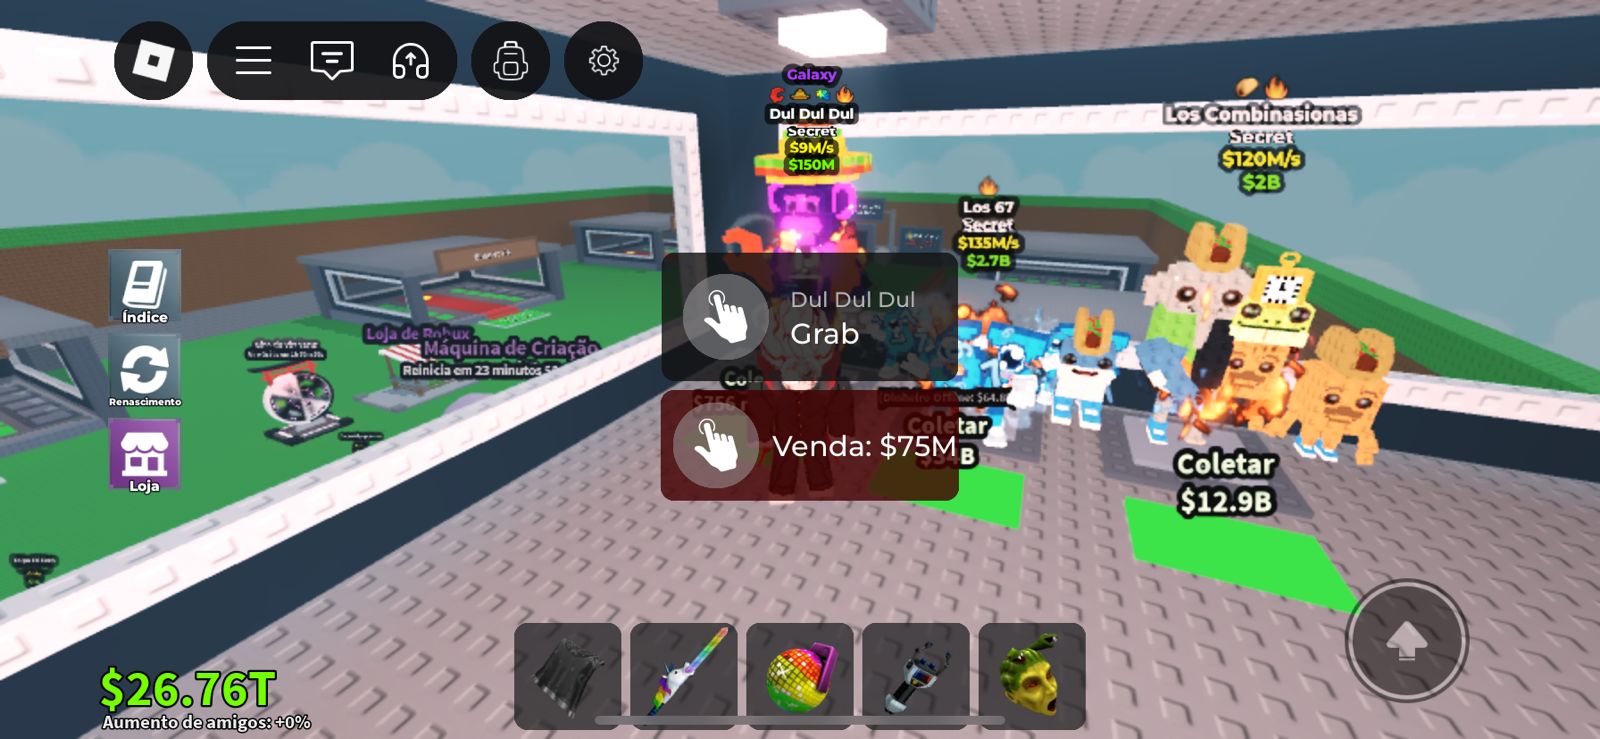 Galaxy
Dul Dul Dul
Secret
$9M/s
$150M
Los Combinasionas
Secret
$120M/s
$2B
Los 67
Secret
$135M/s
$2.7B
Dul Dul Dul
Grab
Venda: $75M
Índice
Renascimento
Loja
Loja de Robux
Máquina de Criação
Reinicia em 23 minutos
Coletar
$12.9B
$26.76T
Aumento de amigos: +0%